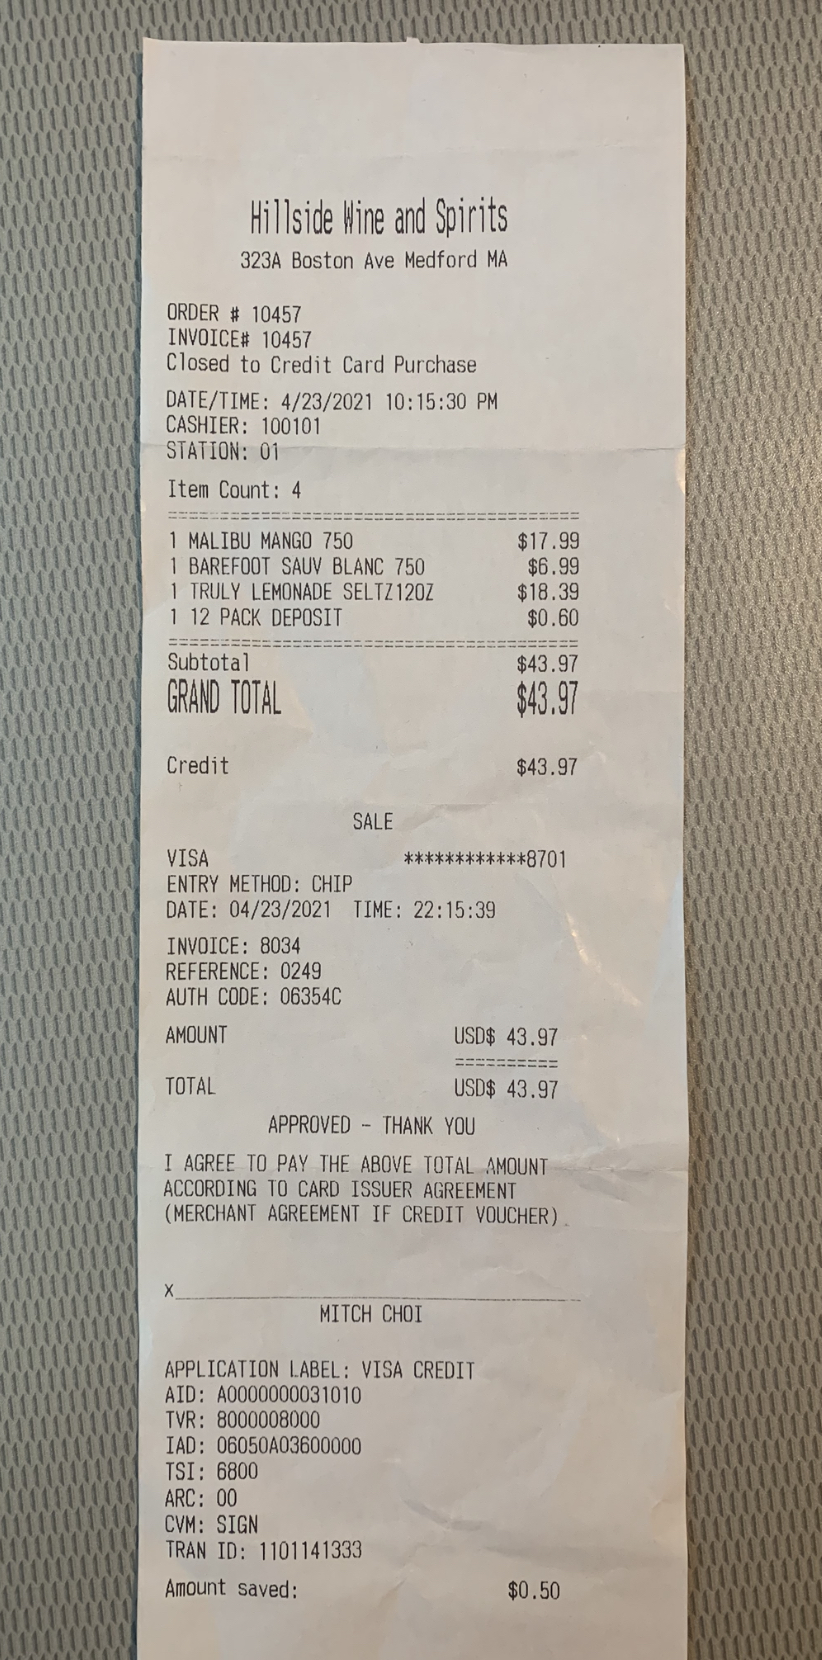 Hillside Wine and Spirits
323A Boston Ave Medford MA
ORDER # 10457
INVOICE# 10457
Closed to Credit Card Purchase
DATE/TIME: 4/23/2021 10:15:30 PM
CASHIER: 100101
STATION: 01
Item Count: 4
========================================
1 MALIBU MANGO 750 $17.99
1 BAREFOOT SAUV BLANC 750 $6.99
1 TRULY LEMONADE SELTZ12OZ $18.39
1 12 PACK DEPOSIT $0.60
========================================
Subtotal $43.97
GRAND TOTAL $43.97
Credit $43.97
SALE
VISA ************8701
ENTRY METHOD: CHIP
DATE: 04/23/2021 TIME: 22:15:39
INVOICE: 8034
REFERENCE: 0249
AUTH CODE: 06354C
AMOUNT USD$ 43.97
==========
TOTAL USD$ 43.97
APPROVED - THANK YOU
I AGREE TO PAY THE ABOVE TOTAL AMOUNT
ACCORDING TO CARD ISSUER AGREEMENT
(MERCHANT AGREEMENT IF CREDIT VOUCHER)
X_______________________________________
MITCH CHOI
APPLICATION LABEL: VISA CREDIT
AID: A0000000031010
TVR: 8000008000
IAD: 06050A03600000
TSI: 6800
ARC: 00
CVM: SIGN
TRAN ID: 1101141333
Amount saved: $0.50